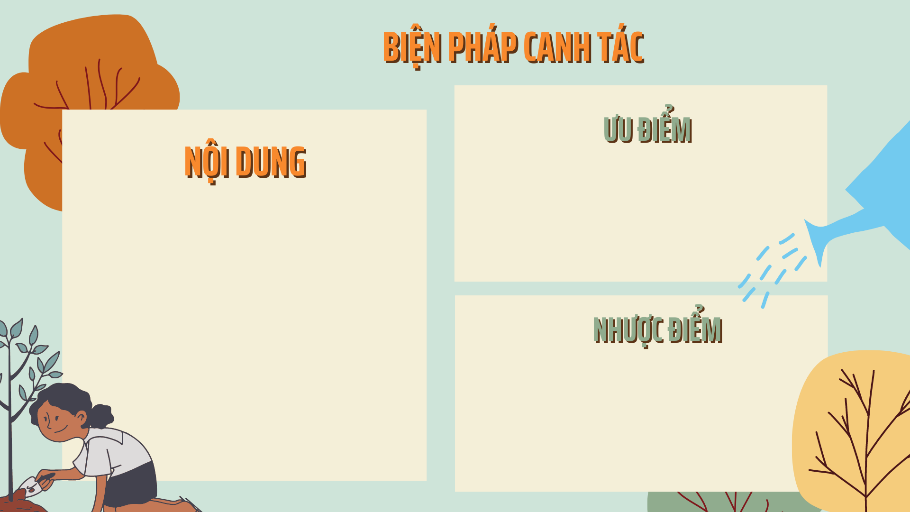 BIỆN PHÁP CANH TÁC
NỘI DUNG
ƯU ĐIỂM
NHƯỢC ĐIỂM